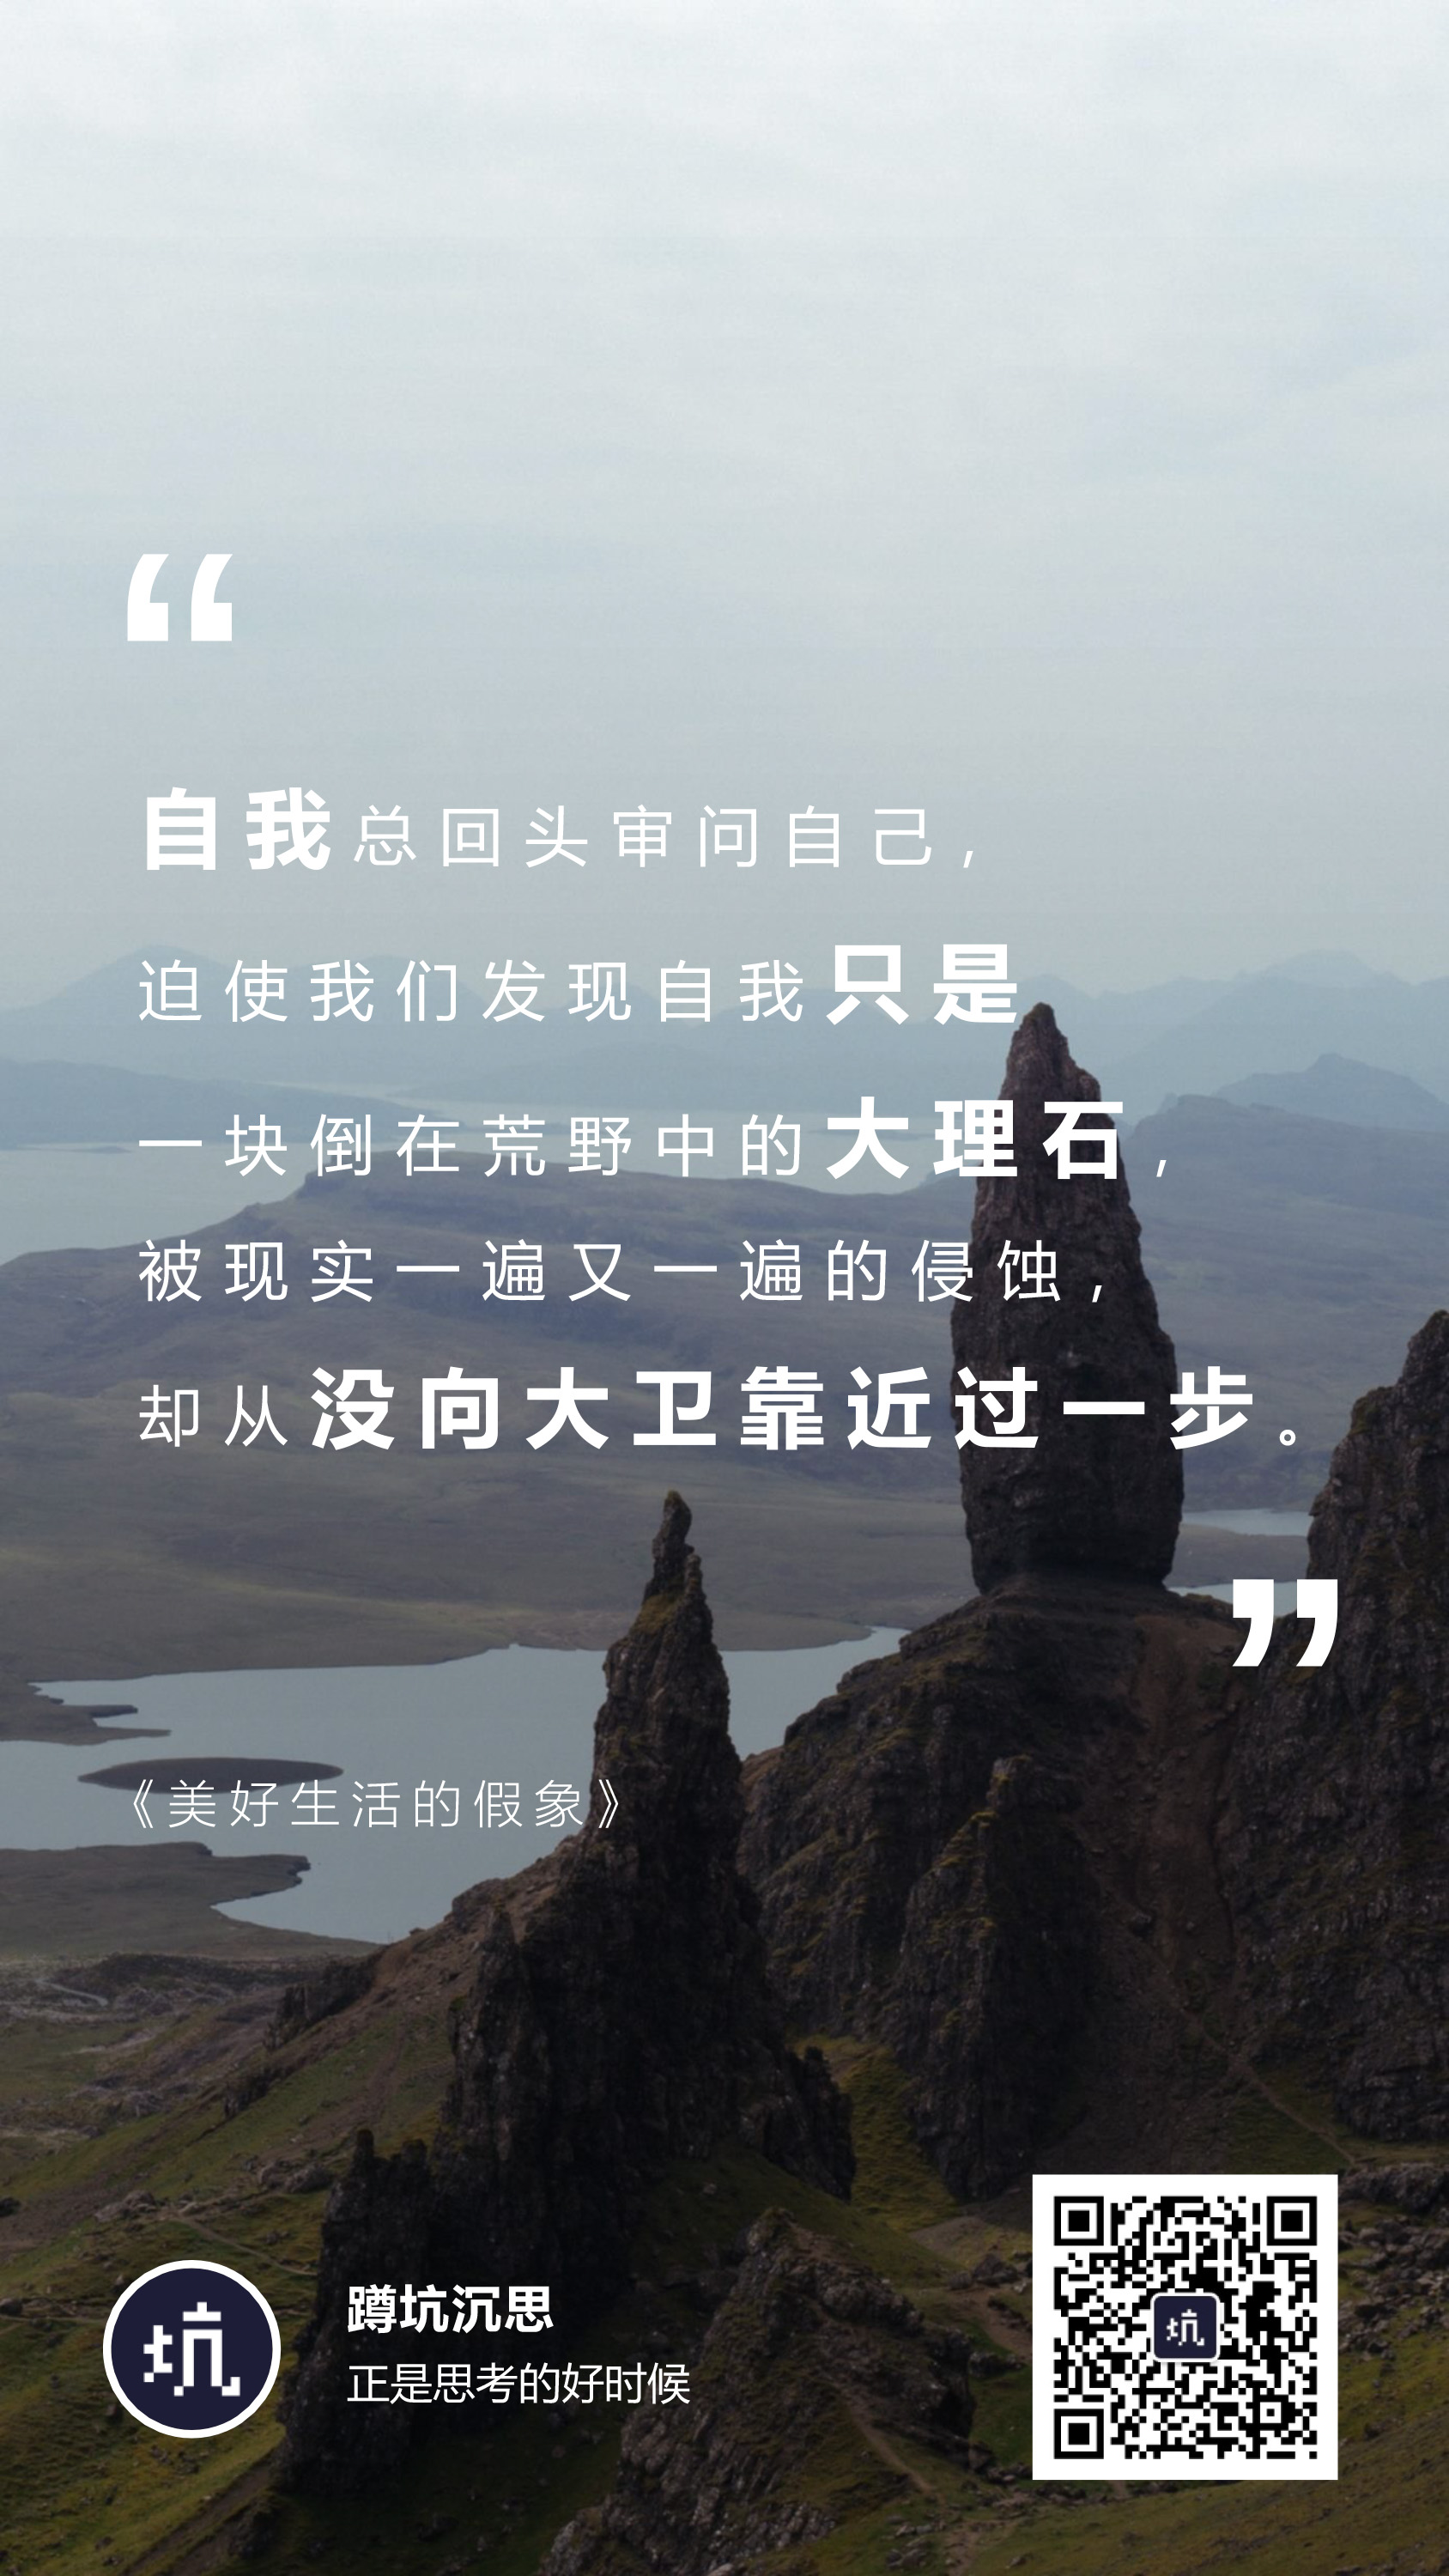 “
自我总回头审问自己，
迫使我们发现自我只是
一块倒在荒野中的大理石，
被现实一遍又一遍的侵蚀，
却从没向大卫靠近过一步。
”
《美好生活的假象》
坑
蹲坑沉思
正是思考的好时候
坑